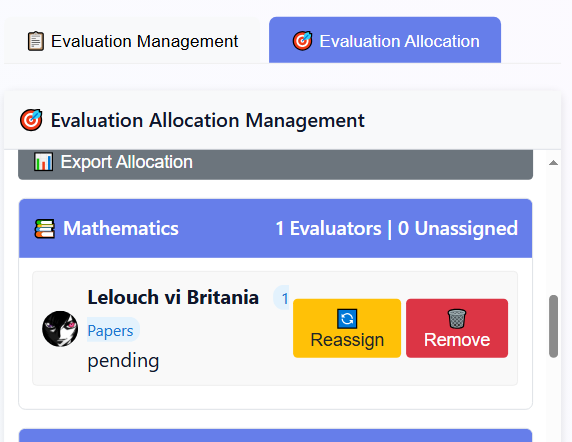 Evaluation Management
Evaluation Allocation
Evaluation Allocation Management
Export Allocation
Mathematics
1 Evaluators | 0 Unassigned
Lelouch vi Britania 1
Papers
pending
Reassign
Remove